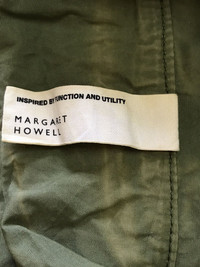 INSPIRED BY FUNCTION AND UTILITY
MARGARET
HOWELL